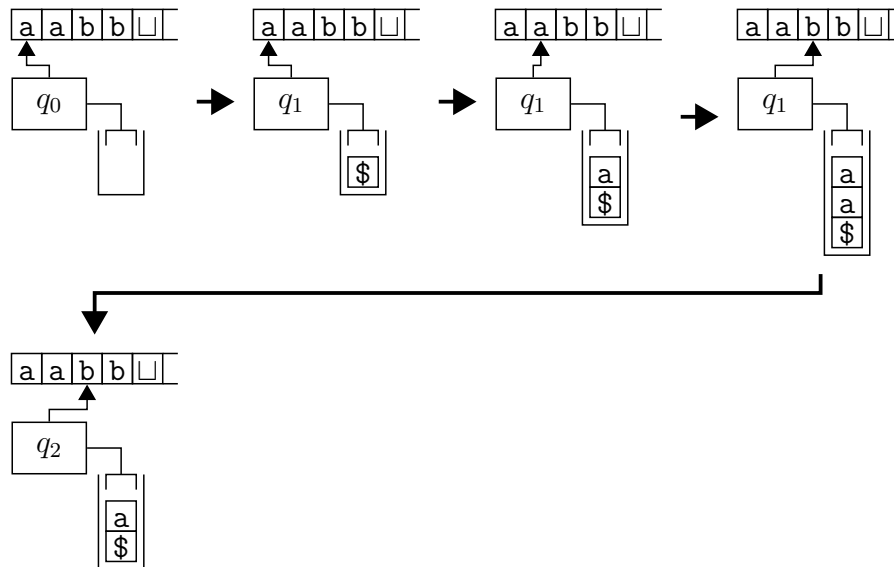 a a b b ⊔ a a b b ⊔ a a b b ⊔ a a b b ⊔
q₀ q₁ q₁ q₁
$ a a
$ a
$
a a b b ⊔
q₂
a
$